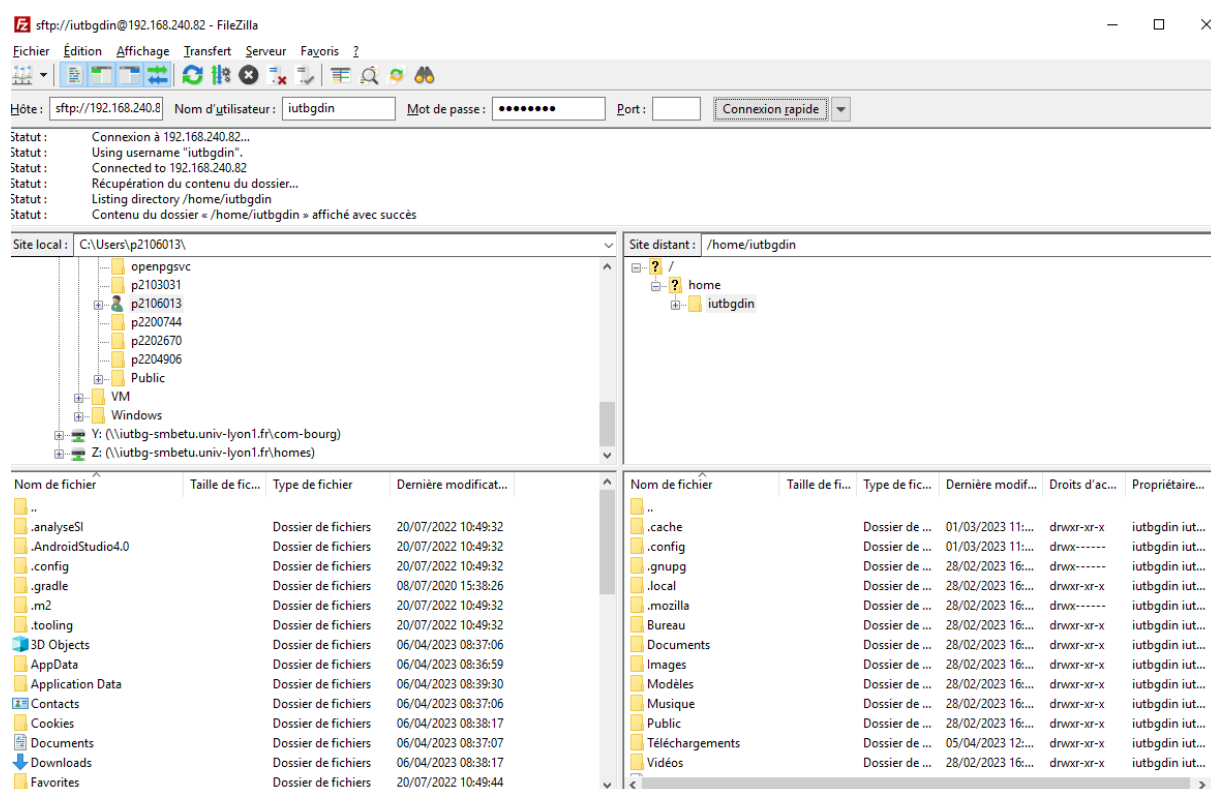 sftp://iutbgdin@192.168.240.82 - FileZilla
Fichier Édition Affichage Transfert Serveur Favoris ?
Hôte : sftp://192.168.240.8 Nom d'utilisateur : iutbgdin Mot de passe : ●●●●●●●● Port : Connexion rapide
Statut : Connexion à 192.168.240.82...
Statut : Using username "iutbgdin".
Statut : Connected to 192.168.240.82
Statut : Récupération du contenu du dossier...
Statut : Listing directory /home/iutbgdin
Statut : Contenu du dossier « /home/iutbgdin » affiché avec succès
Site local : C:\Users\p2106013\
openpgsvc
p2103031
p2106013
p2200744
p2202670
p2204906
Public
VM
Windows
Y: (\\iutbg-smbetu.univ-lyon1.fr\com-bourg)
Z: (\\iutbg-smbetu.univ-lyon1.fr\homes)
Site distant : /home/iutbgdin
/
home
iutbgdin
Nom de fichier Taille de fic... Type de fichier Dernière modificat...
..
.analyseSI Dossier de fichiers 20/07/2022 10:49:32
.AndroidStudio4.0 Dossier de fichiers 20/07/2022 10:49:32
.config Dossier de fichiers 20/07/2022 10:49:32
.gradle Dossier de fichiers 08/07/2020 15:38:26
.m2 Dossier de fichiers 20/07/2022 10:49:32
.tooling Dossier de fichiers 20/07/2022 10:49:32
3D Objects Dossier de fichiers 06/04/2023 08:37:06
AppData Dossier de fichiers 06/04/2023 08:36:59
Application Data Dossier de fichiers 06/04/2023 08:39:30
Contacts Dossier de fichiers 06/04/2023 08:37:06
Cookies Dossier de fichiers 06/04/2023 08:38:17
Documents Dossier de fichiers 06/04/2023 08:37:07
Downloads Dossier de fichiers 06/04/2023 08:38:17
Favorites Dossier de fichiers 20/07/2022 10:49:44
Nom de fichier Taille de fi... Type de fic... Dernière modif... Droits d'ac... Propriétaire...
..
.cache Dossier de ... 01/03/2023 11:... drwxr-xr-x iutbgdin iut...
.config Dossier de ... 01/03/2023 11:... drwx------ iutbgdin iut...
.gnupg Dossier de ... 28/02/2023 16:... drwx------ iutbgdin iut...
.local Dossier de ... 28/02/2023 16:... drwxr-xr-x iutbgdin iut...
.mozilla Dossier de ... 28/02/2023 16:... drwx------ iutbgdin iut...
Bureau Dossier de ... 28/02/2023 16:... drwxr-xr-x iutbgdin iut...
Documents Dossier de ... 28/02/2023 16:... drwxr-xr-x iutbgdin iut...
Images Dossier de ... 28/02/2023 16:... drwxr-xr-x iutbgdin iut...
Modèles Dossier de ... 28/02/2023 16:... drwxr-xr-x iutbgdin iut...
Musique Dossier de ... 28/02/2023 16:... drwxr-xr-x iutbgdin iut...
Public Dossier de ... 28/02/2023 16:... drwxr-xr-x iutbgdin iut...
Téléchargements Dossier de ... 05/04/2023 12:... drwxr-xr-x iutbgdin iut...
Vidéos Dossier de ... 28/02/2023 16:... drwxr-xr-x iutbgdin iut...